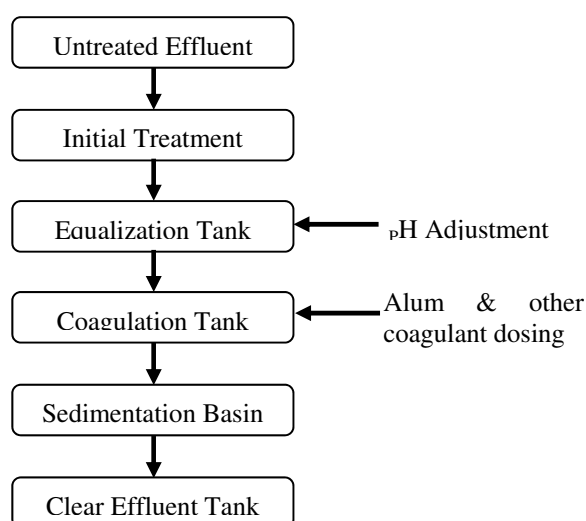 Untreated Effluent
Initial Treatment
Equalization Tank
pH Adjustment
Coagulation Tank
Alum & other
coagulant dosing
Sedimentation Basin
Clear Effluent Tank